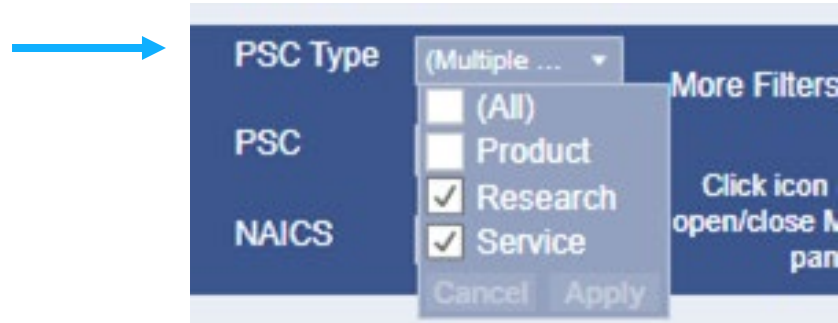 PSC Type
(Multiple ...
More Filters
(All)
PSC
Product
Click icon
Research
open/close M
NAICS
Service
pan
Cancel Apply